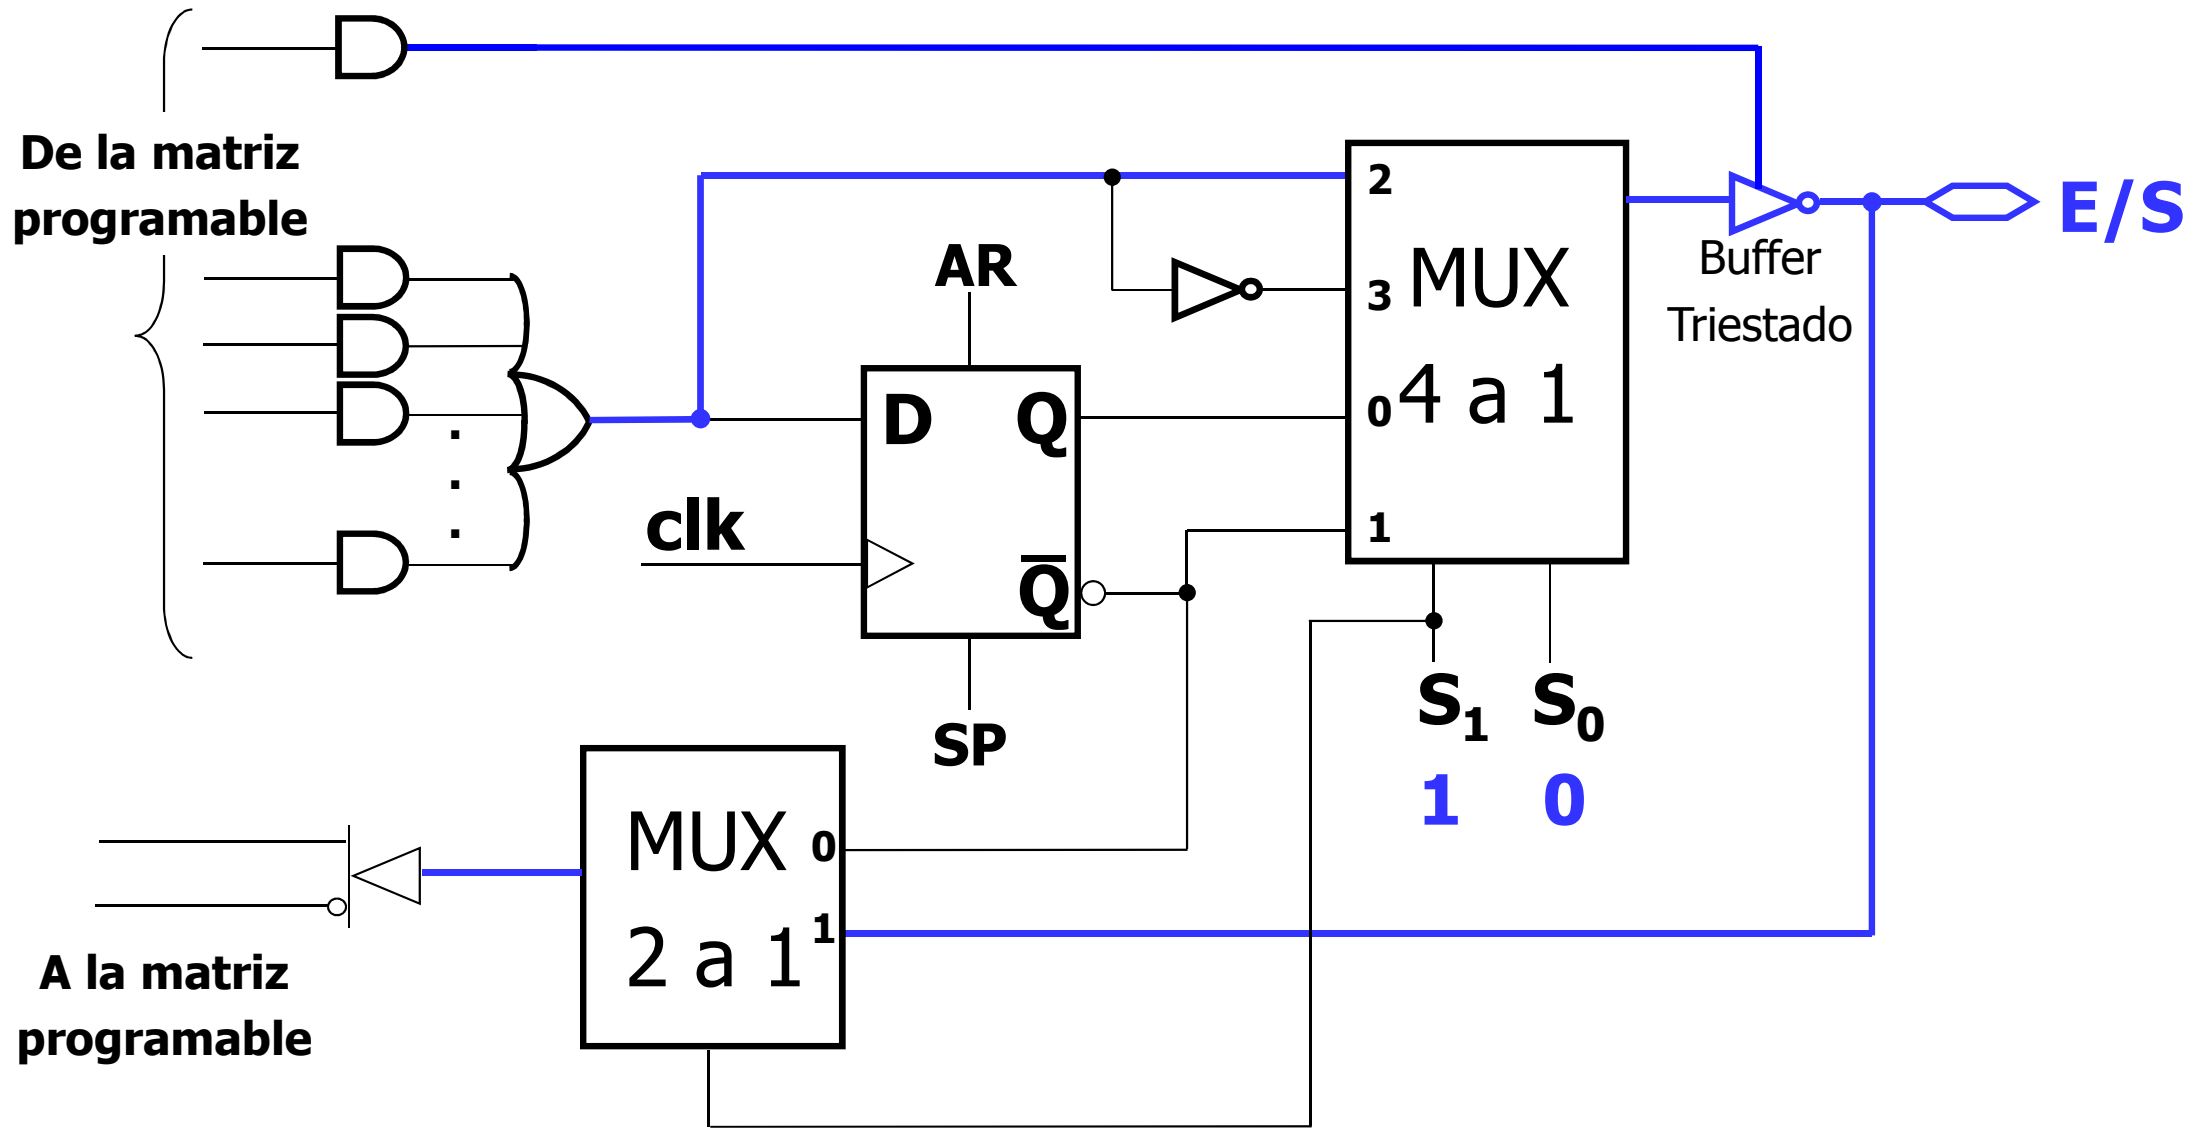 De la matriz
programable
2
E/S
AR
MUX
Buffer
3
Triestado
D
Q
0
4 a 1
clk
1
Q̅
S₁
S₀
SP
1
0
MUX
0
2 a 1
1
A la matriz
programable